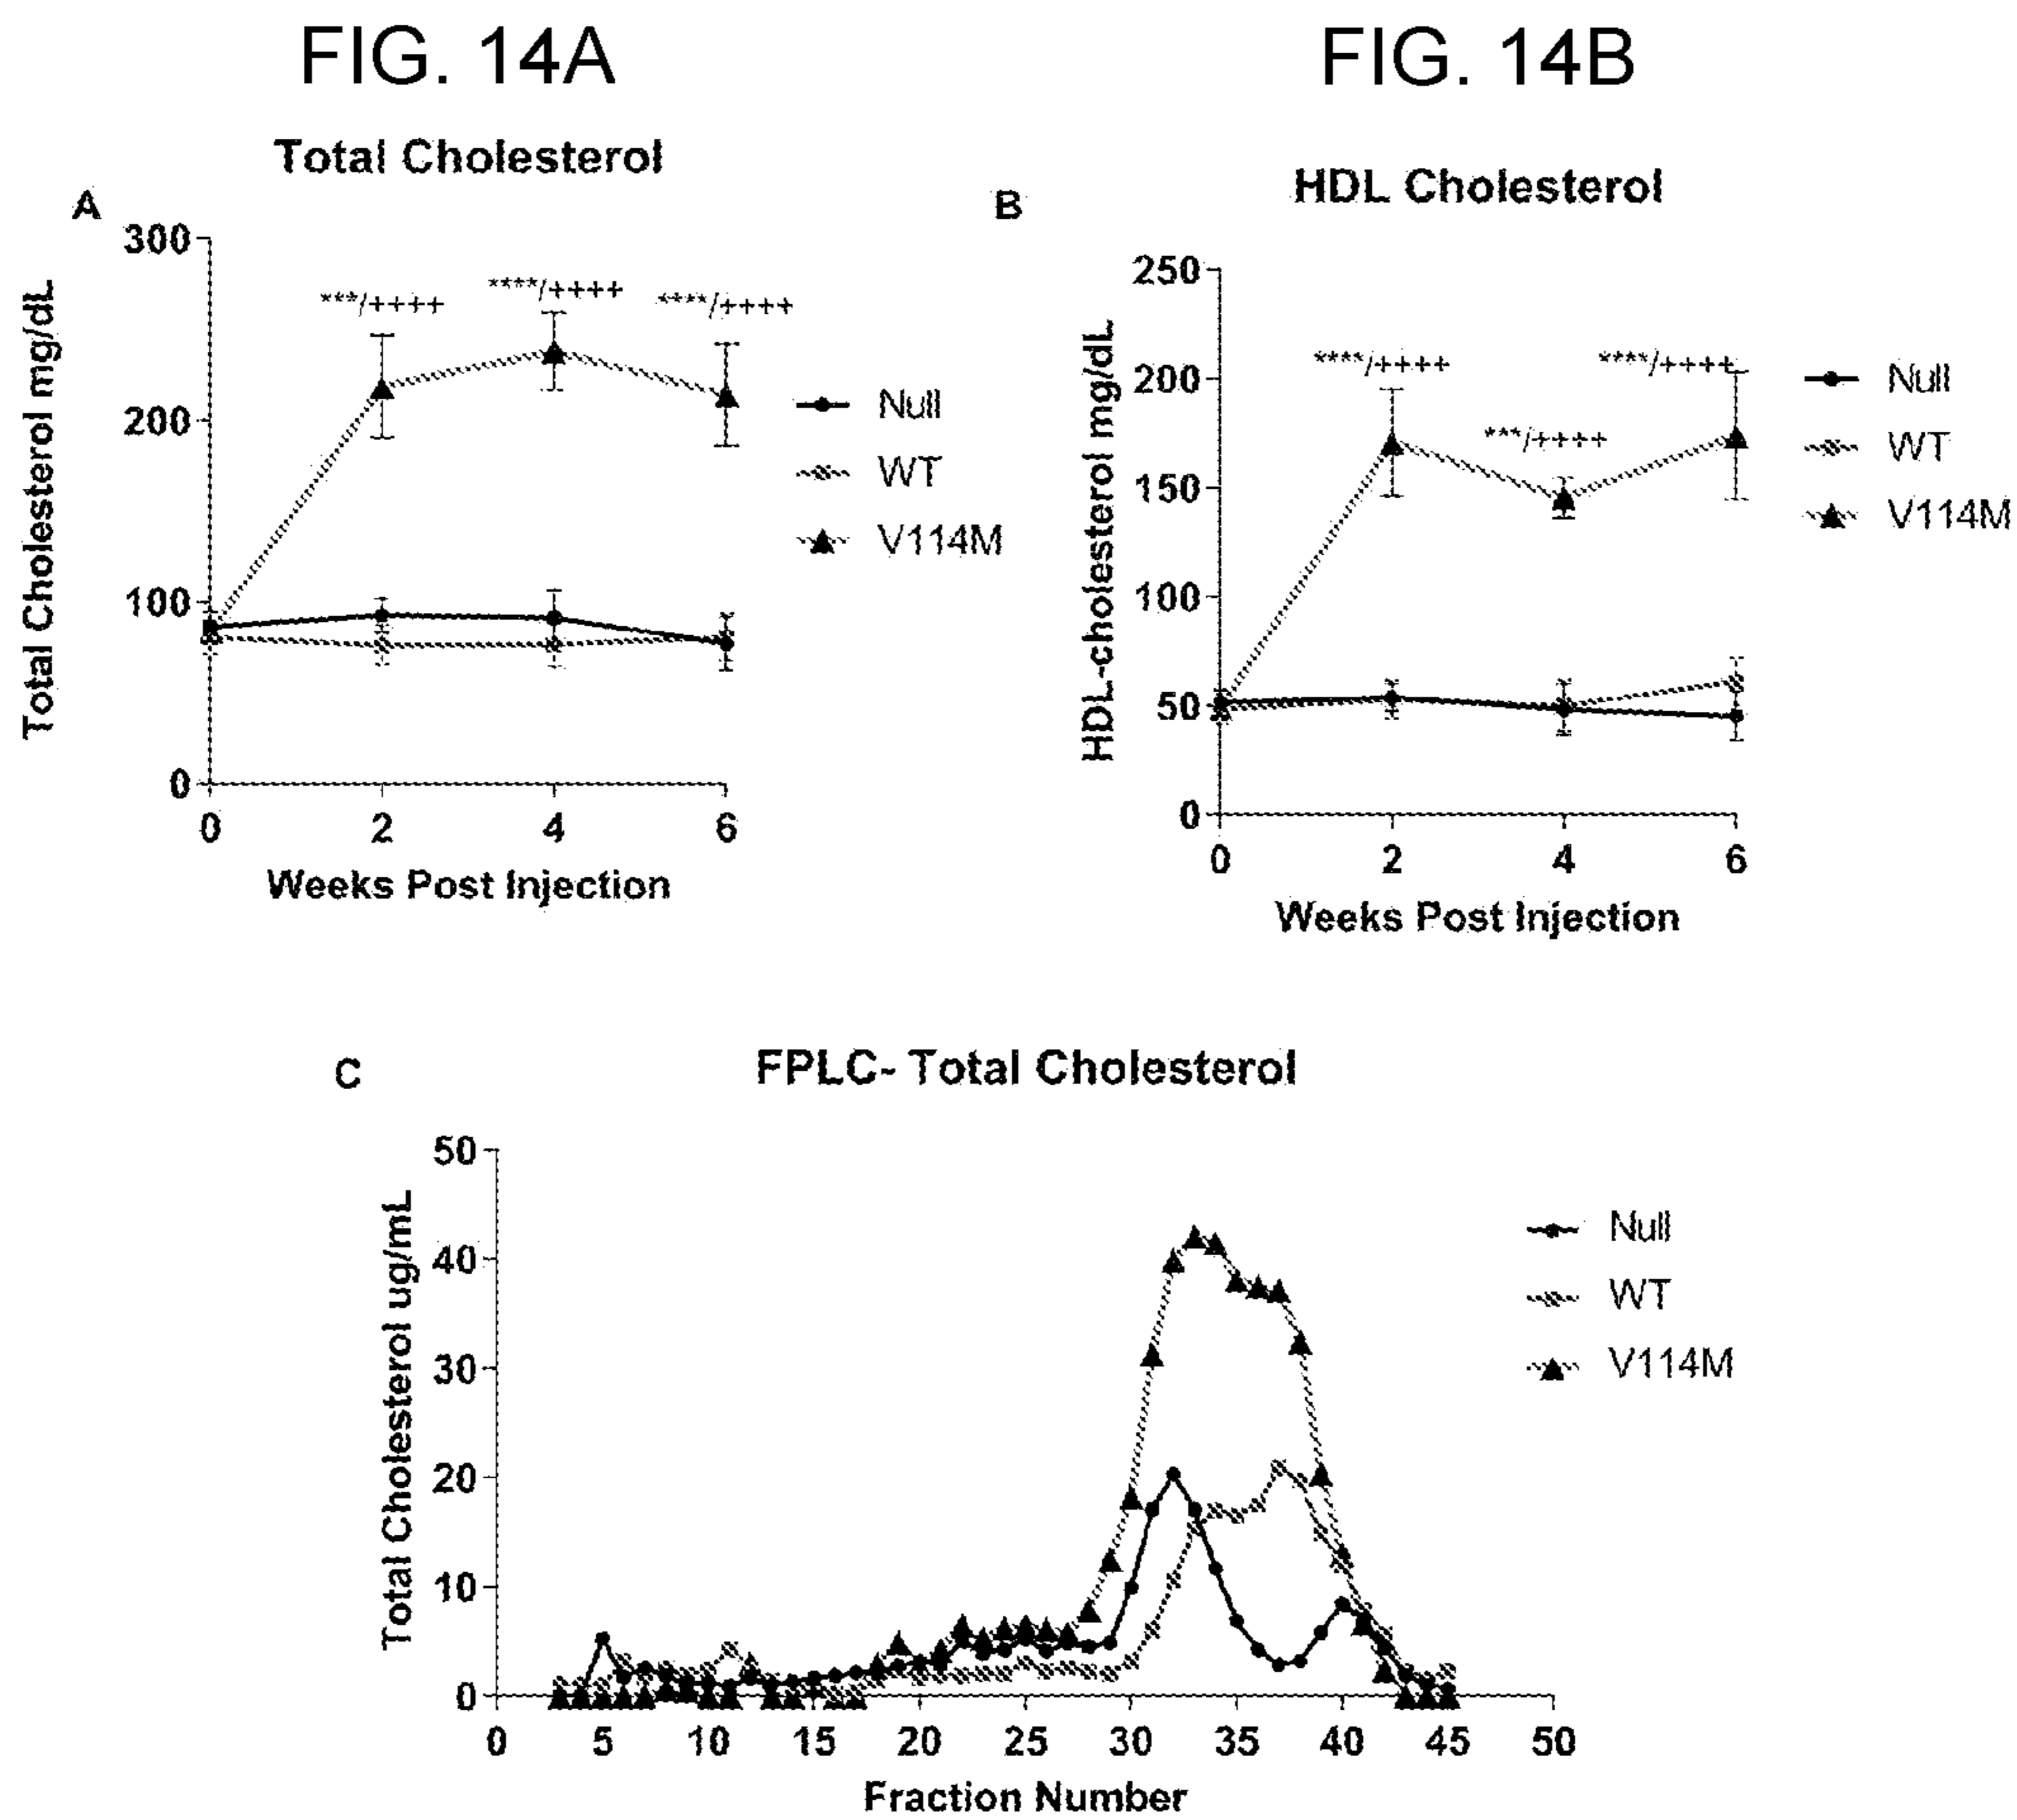 FIG. 14A
FIG. 14B
Total Cholesterol
HDL Cholesterol
A
B
Total Cholesterol mg/dL
300
200
100
0
***/++++
****/++++
****/++++
0 2 4 6
Weeks Post Injection
Null
WT
V114M
HDL-cholesterol mg/dL
250
200
150
100
50
0
****/++++
***/++++
****/++++
0 2 4 6
Weeks Post Injection
Null
WT
V114M
C
FPLC- Total Cholesterol
Total Cholesterol ug/mL
50
40
30
20
10
0
0 5 10 15 20 25 30 35 40 45 50
Fraction Number
Null
WT
V114M